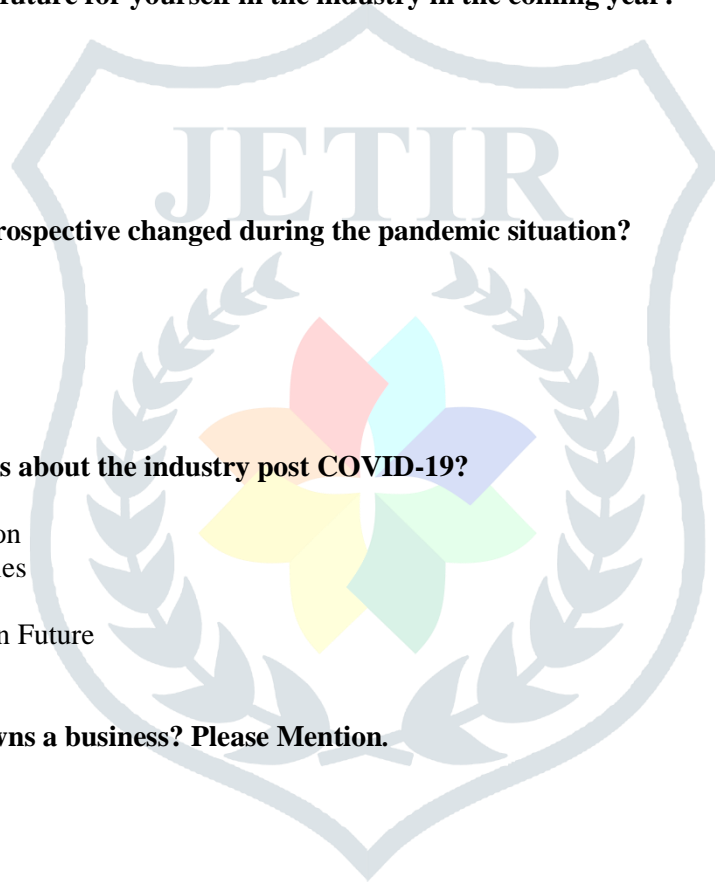 future for yourself in the industry in the coming year?
JETIR
rospective changed during the pandemic situation?
s about the industry post COVID-19?
on
es
n Future
wns a business? Please Mention.